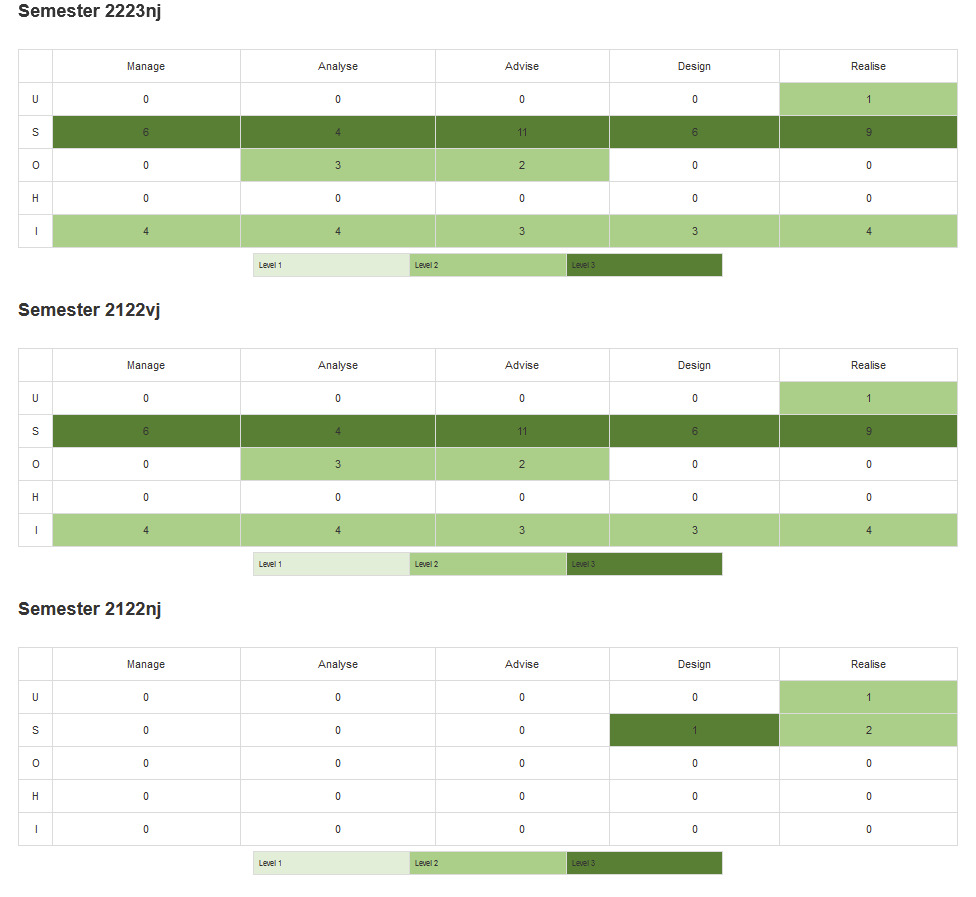 Semester 2223nj
Manage Analyse Advise Design Realise
U 0 0 0 0 1
S 6 4 11 6 9
O 0 3 2 0 0
H 0 0 0 0 0
I 4 4 3 3 4
Level 1 Level 2 Level 3
Semester 2122vj
Manage Analyse Advise Design Realise
U 0 0 0 0 1
S 6 4 11 6 9
O 0 3 2 0 0
H 0 0 0 0 0
I 4 4 3 3 4
Level 1 Level 2 Level 3
Semester 2122nj
Manage Analyse Advise Design Realise
U 0 0 0 0 1
S 0 0 0 1 2
O 0 0 0 0 0
H 0 0 0 0 0
I 0 0 0 0 0
Level 1 Level 2 Level 3